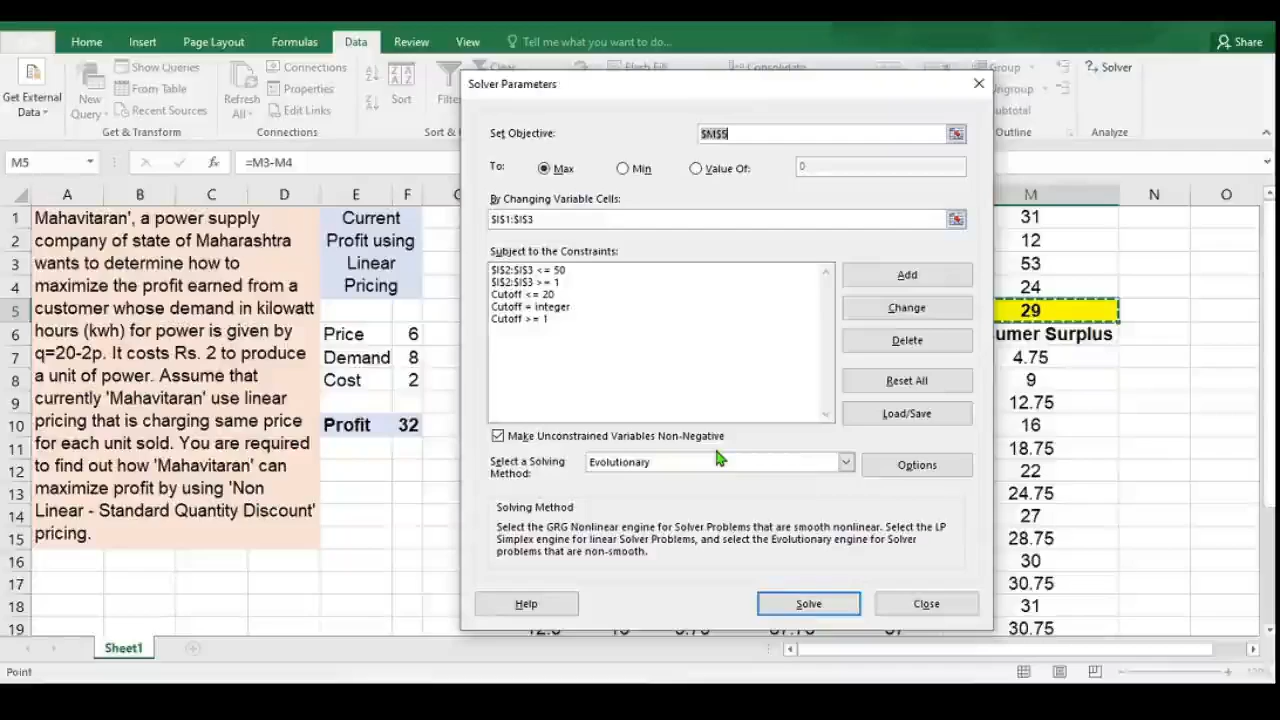 Home Insert Page Layout Formulas Data Review View Tell me what you want to do... Share
Get External Data
New Query
Show Queries
From Table
Recent Sources
Get & Transform
Refresh All
Connections
Properties
Edit Links
Connections
Sort
Filter
Clear
Flash Fill
Consolidate
Group
Ungroup
Outline
Solver
Analyze
M5 fx =M3-M4
A B C D E F M N O
1
2
3
4
5
6
7
8
9
10
11
12
13
14
15
16
17
18
19
Mahavitaran', a power supply
company of state of Maharashtra
wants to determine how to
maximize the profit earned from a
customer whose demand in kilowatt
hours (kwh) for power is given by
q=20-2p. It costs Rs. 2 to produce
a unit of power. Assume that
currently 'Mahavitaran' use linear
pricing that is charging same price
for each unit sold. You are required
to find out how 'Mahavitaran' can
maximize profit by using 'Non
Linear - Standard Quantity Discount'
pricing.
Current
Profit using
Linear
Pricing
Price 6
Demand 8
Cost 2
Profit 32
Solver Parameters
Set Objective: $M$5
To: Max Min Value Of: 0
By Changing Variable Cells:
$I$1:$I$3
Subject to the Constraints:
$I$2:$I$3 <= 50
$I$2:$I$3 >= 1
Cutoff <= 20
Cutoff = integer
Cutoff >= 1
Add
Change
Delete
Reset All
Load/Save
Make Unconstrained Variables Non-Negative
Select a Solving Method: Evolutionary
Options
Solving Method
Select the GRG Nonlinear engine for Solver Problems that are smooth nonlinear. Select the LP
Simplex engine for linear Solver Problems, and select the Evolutionary engine for Solver
problems that are non-smooth.
Help Solve Close
31
12
53
24
29
umer Surplus
4.75
9
12.75
16
18.75
22
24.75
27
28.75
30
30.75
31
30.75
Sheet1
Point